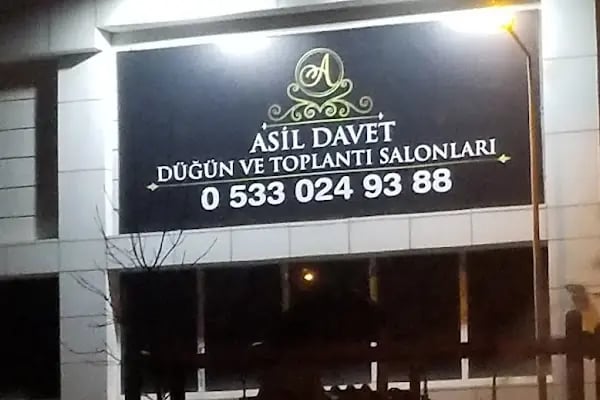 A
ASİL DAVET
DÜĞÜN VE TOPLANTI SALONLARI
0 533 024 93 88